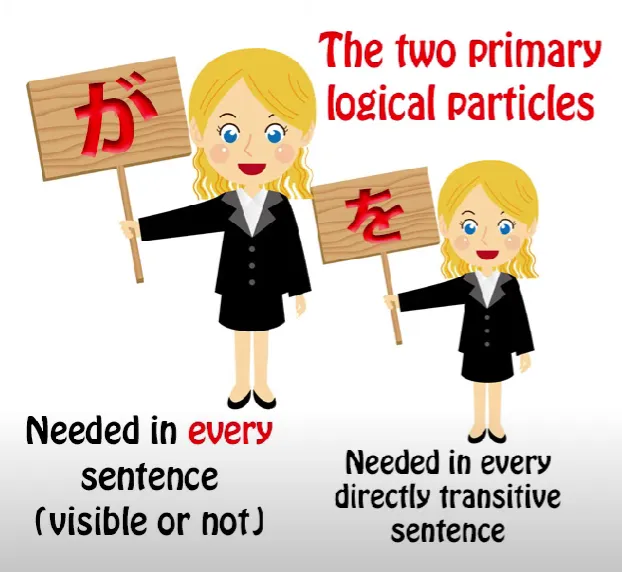 The two primary
logical particles
が
を
Needed in every
sentence
(visible or not)
Needed in every
directly transitive
sentence